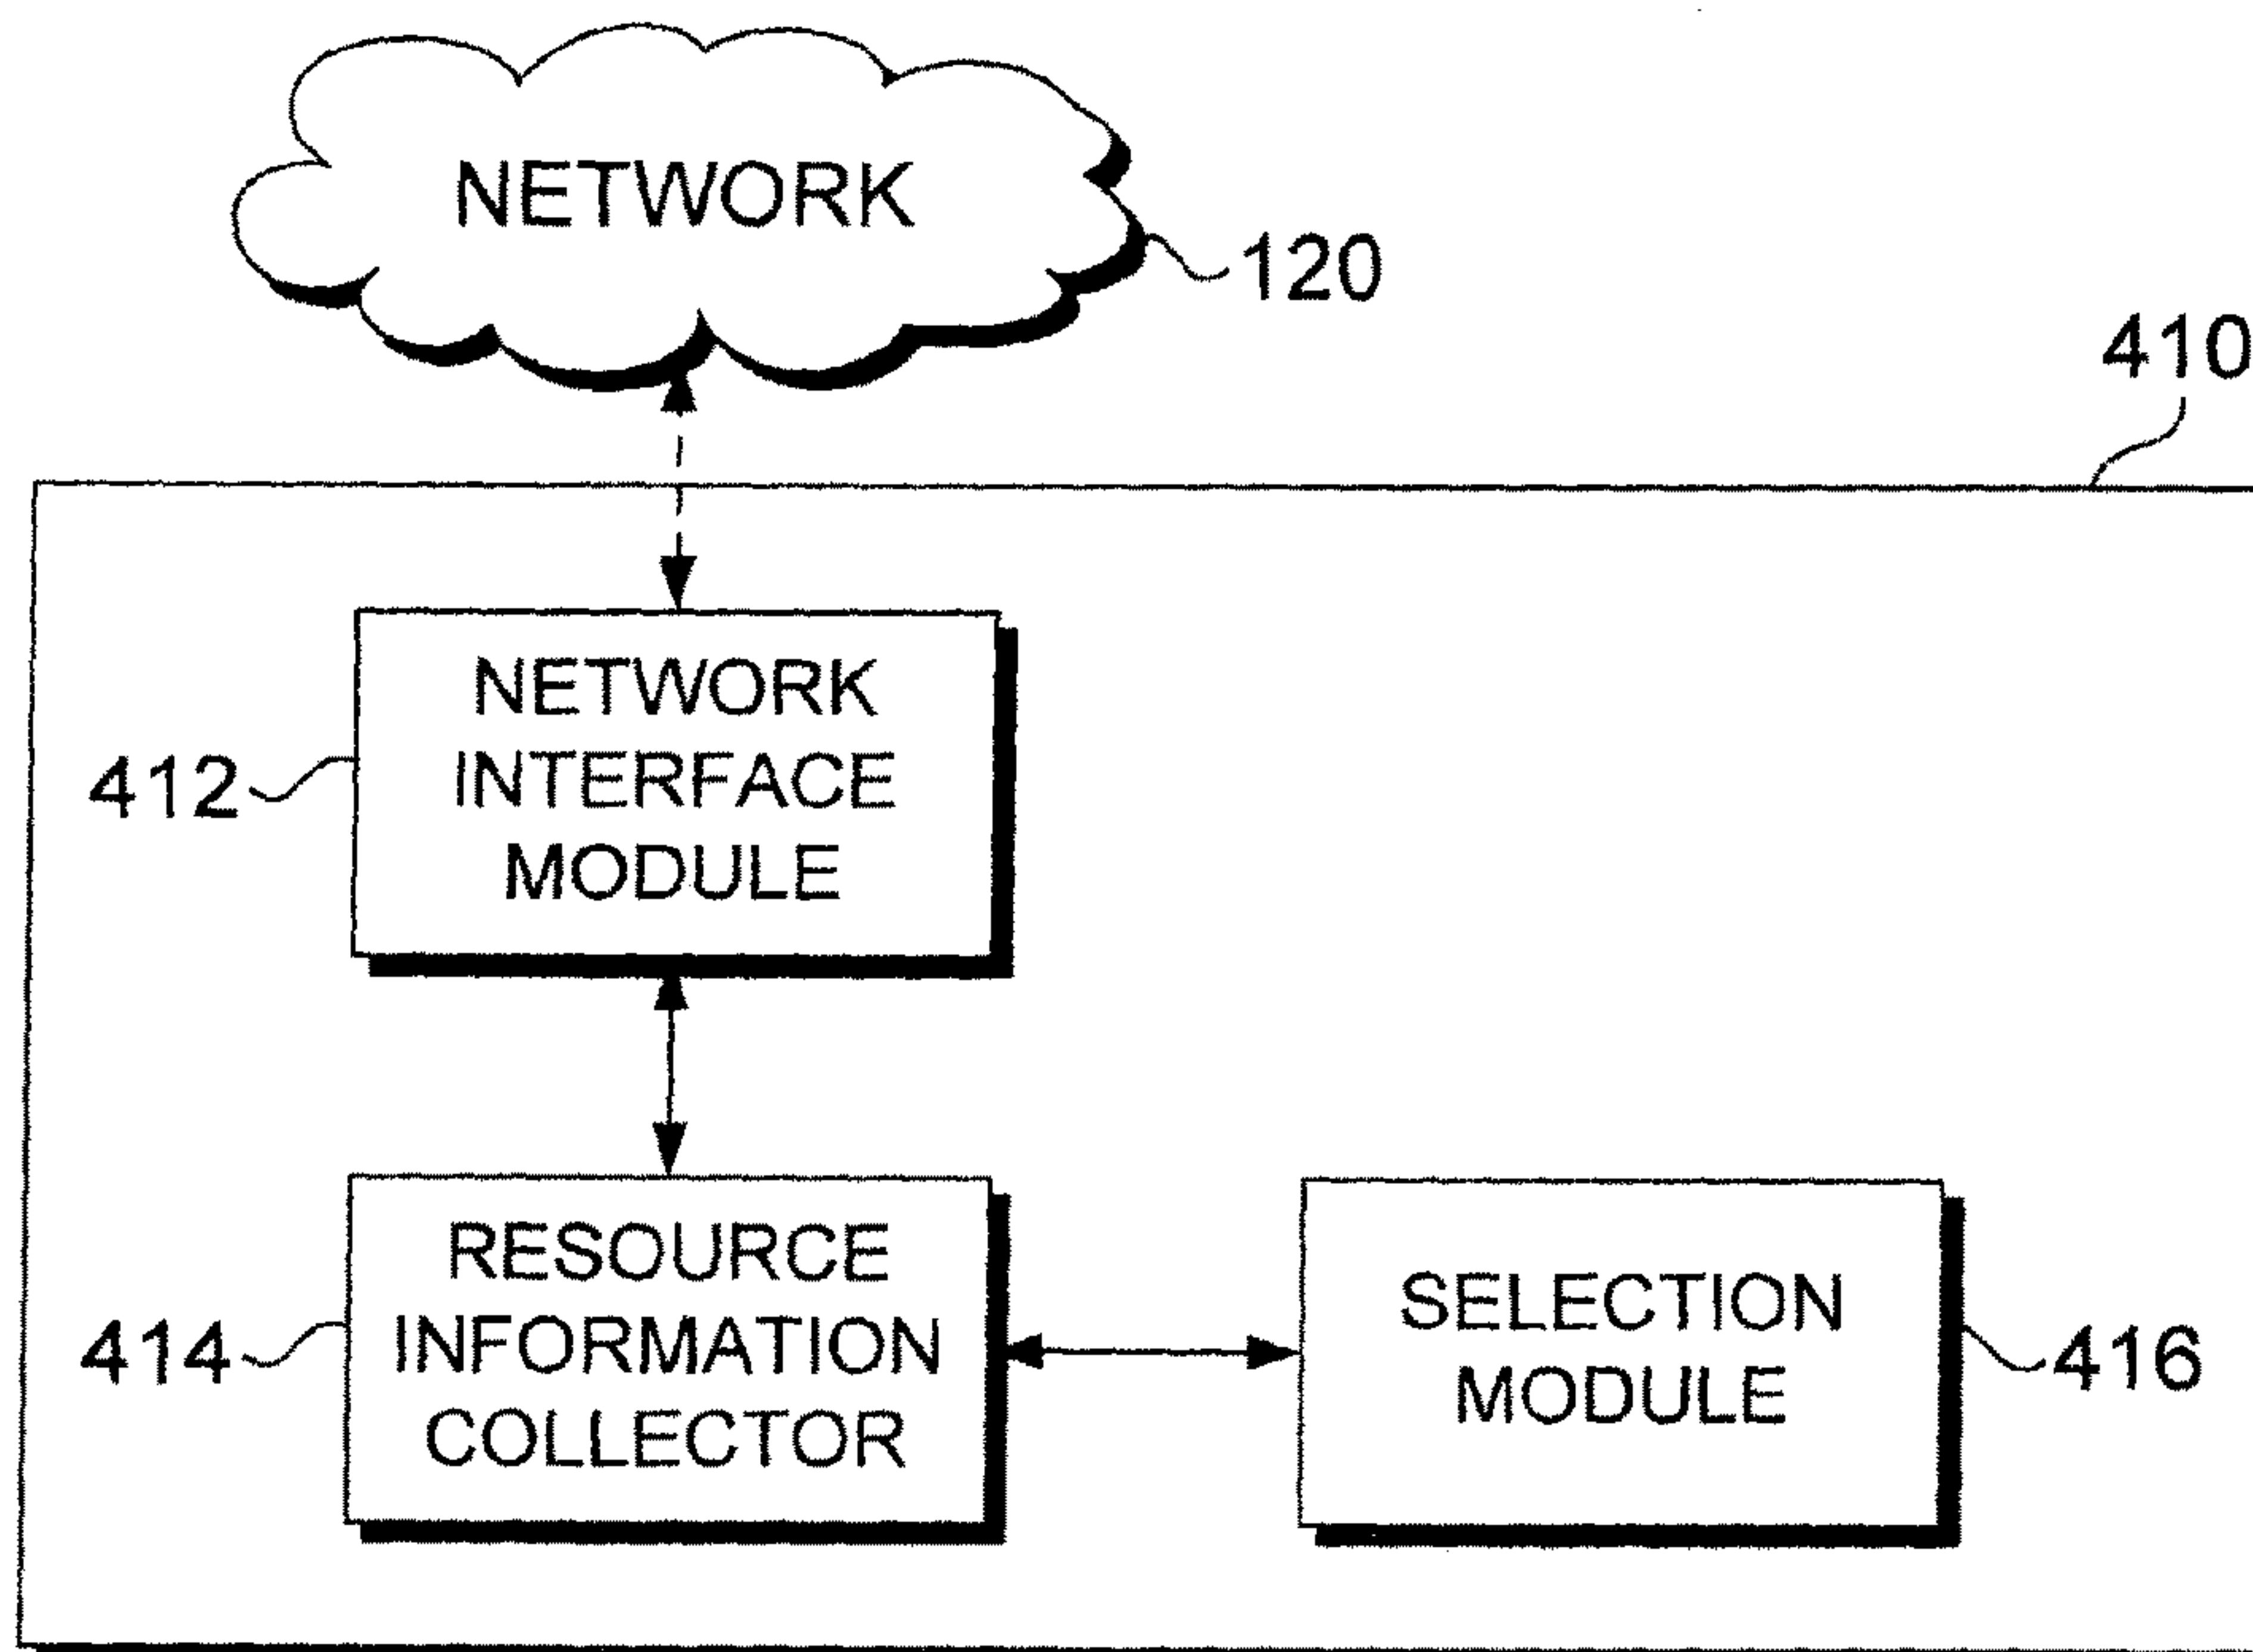 NETWORK
120
410
NETWORK
INTERFACE
MODULE
412
RESOURCE
INFORMATION
COLLECTOR
414
SELECTION
MODULE
416